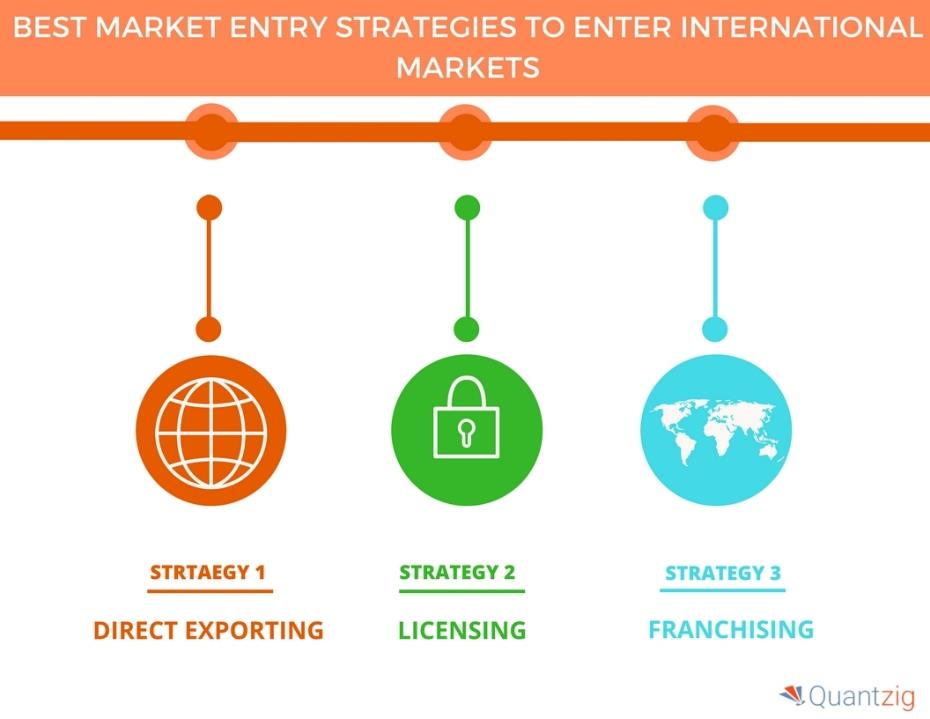 BEST MARKET ENTRY STRATEGIES TO ENTER INTERNATIONAL
MARKETS
STRTAEGY 1
STRATEGY 2
STRATEGY 3
DIRECT EXPORTING
LICENSING
FRANCHISING
Quantzig